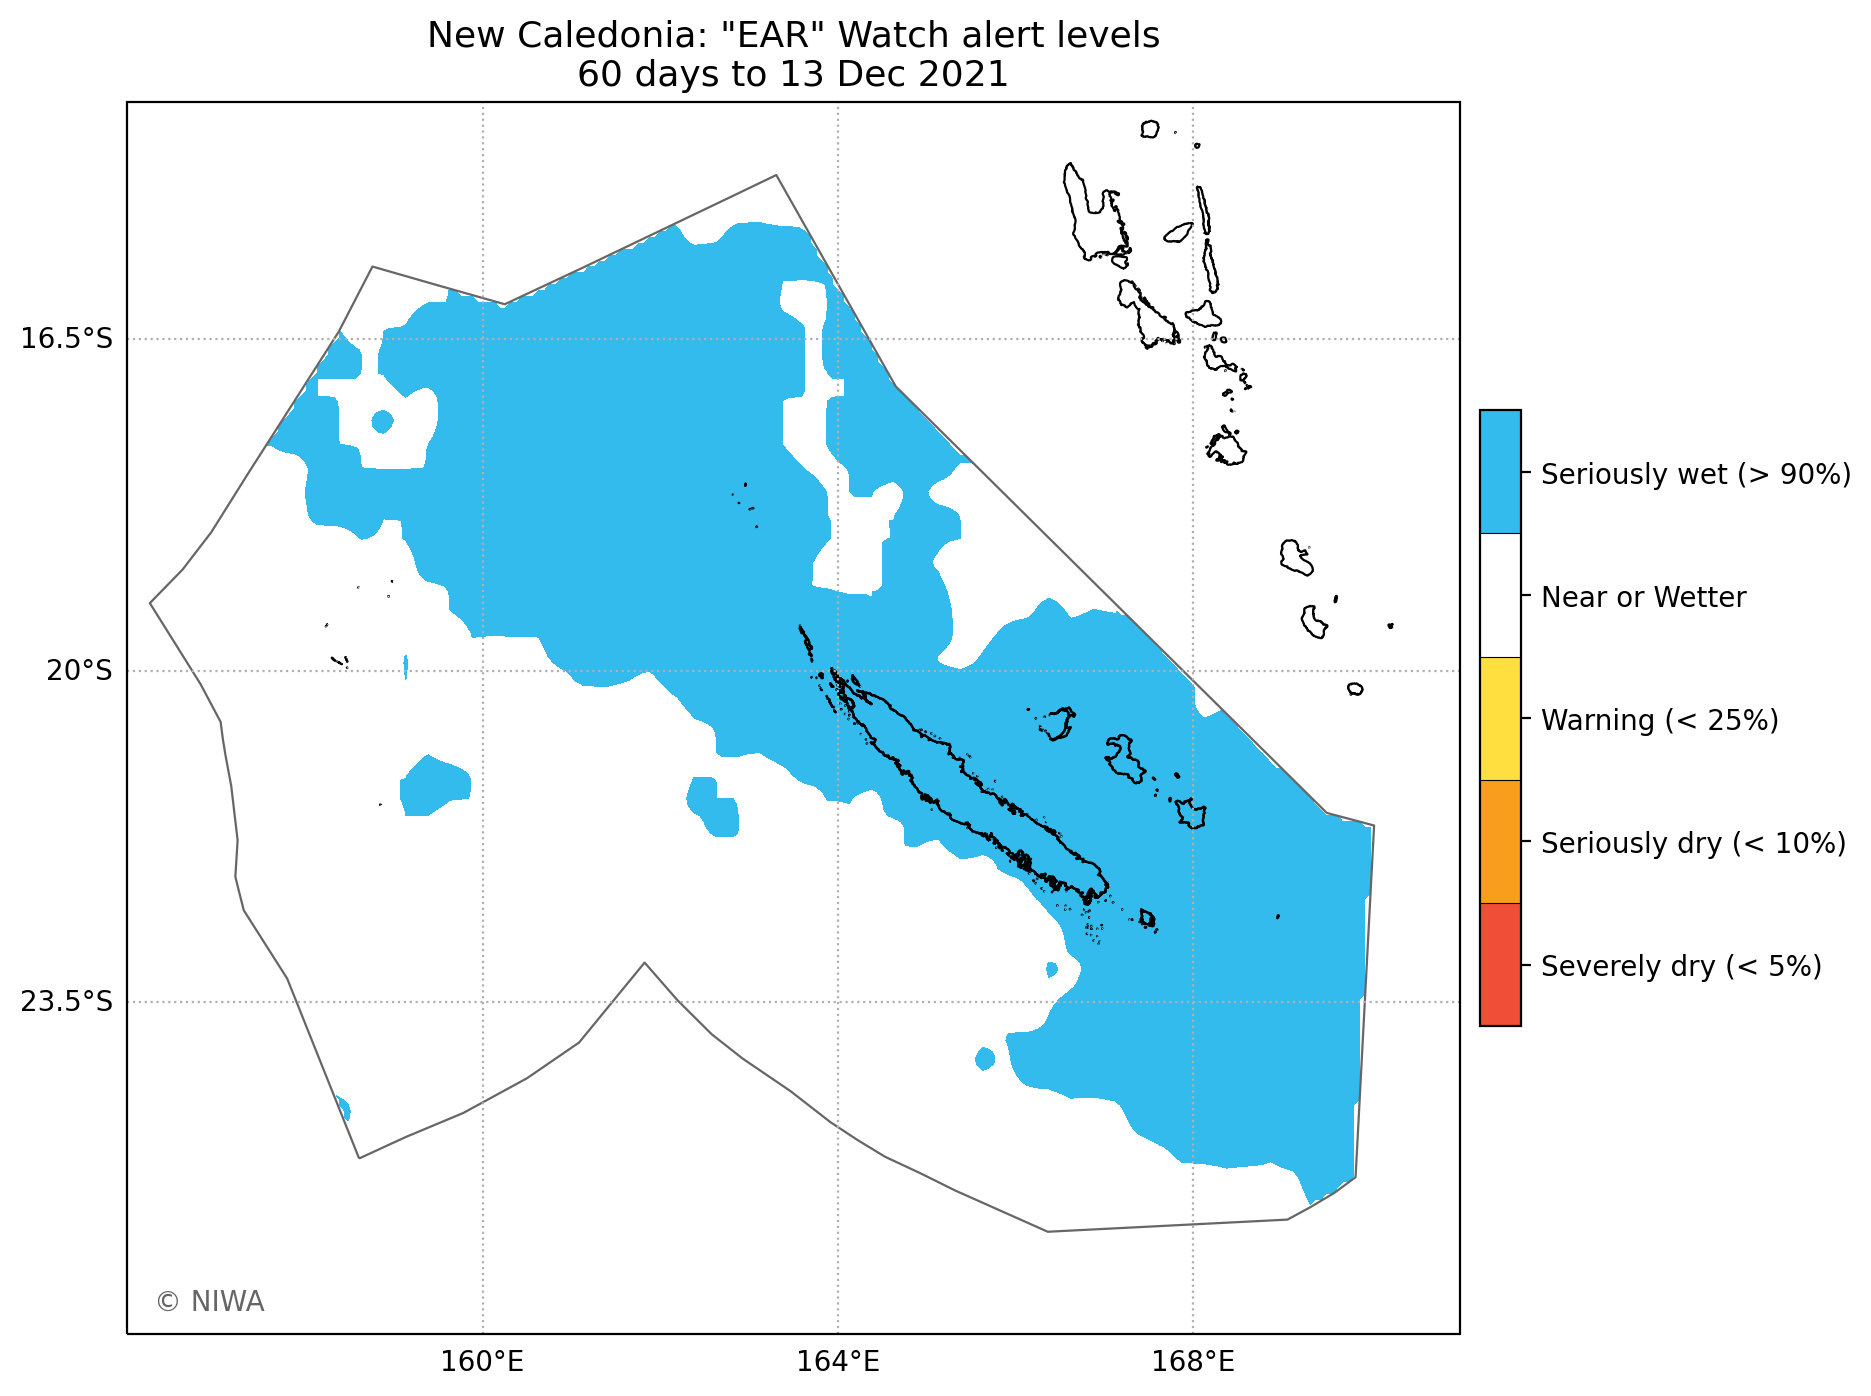 New Caledonia: "EAR" Watch alert levels
60 days to 13 Dec 2021
16.5°S
20°S
23.5°S
160°E
164°E
168°E
Seriously wet (> 90%)
Near or Wetter
Warning (< 25%)
Seriously dry (< 10%)
Severely dry (< 5%)
© NIWA